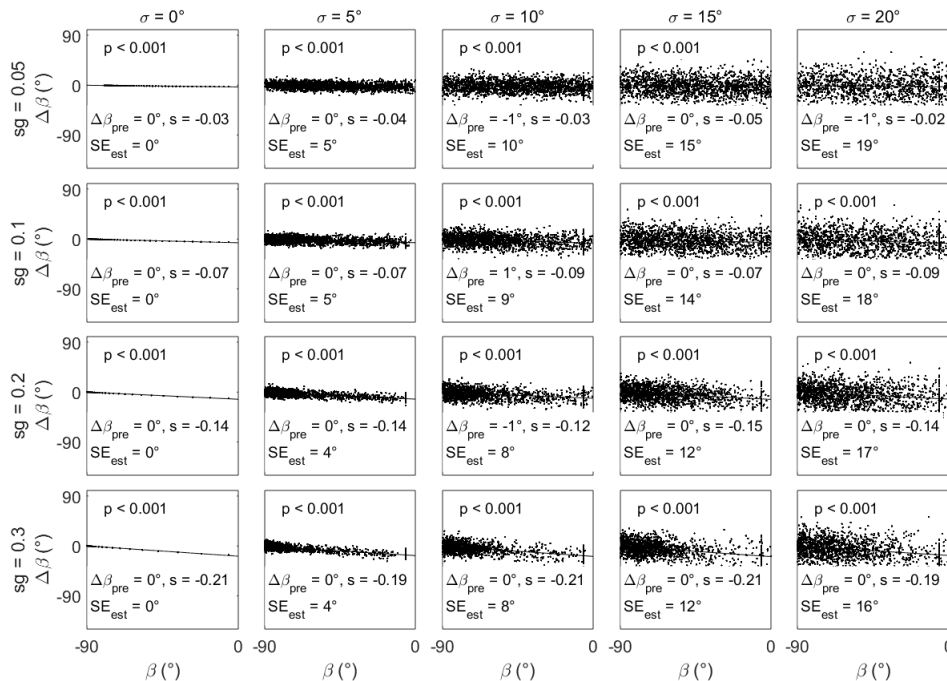 σ = 0° σ = 5° σ = 10° σ = 15° σ = 20°
sg = 0.05
Δβ (°)
90
0
-90
p < 0.001 p < 0.001 p < 0.001 p < 0.001 p < 0.001
Δβpre = 0°, s = -0.03 Δβpre = 0°, s = -0.04 Δβpre = -1°, s = -0.03 Δβpre = 0°, s = -0.05 Δβpre = -1°, s = -0.02
SEest = 0° SEest = 5° SEest = 10° SEest = 15° SEest = 19°
sg = 0.1
Δβ (°)
90
0
-90
p < 0.001 p < 0.001 p < 0.001 p < 0.001 p < 0.001
Δβpre = 0°, s = -0.07 Δβpre = 0°, s = -0.07 Δβpre = 1°, s = -0.09 Δβpre = 0°, s = -0.07 Δβpre = 0°, s = -0.09
SEest = 0° SEest = 5° SEest = 9° SEest = 14° SEest = 18°
sg = 0.2
Δβ (°)
90
0
-90
p < 0.001 p < 0.001 p < 0.001 p < 0.001 p < 0.001
Δβpre = 0°, s = -0.14 Δβpre = 0°, s = -0.14 Δβpre = -1°, s = -0.12 Δβpre = 0°, s = -0.15 Δβpre = 0°, s = -0.14
SEest = 0° SEest = 4° SEest = 8° SEest = 12° SEest = 17°
sg = 0.3
Δβ (°)
90
0
-90
p < 0.001 p < 0.001 p < 0.001 p < 0.001 p < 0.001
Δβpre = 0°, s = -0.21 Δβpre = 0°, s = -0.19 Δβpre = 0°, s = -0.21 Δβpre = 0°, s = -0.21 Δβpre = 0°, s = -0.19
SEest = 0° SEest = 4° SEest = 8° SEest = 12° SEest = 16°
-90 0 -90 0 -90 0 -90 0 -90 0
β (°) β (°) β (°) β (°) β (°)